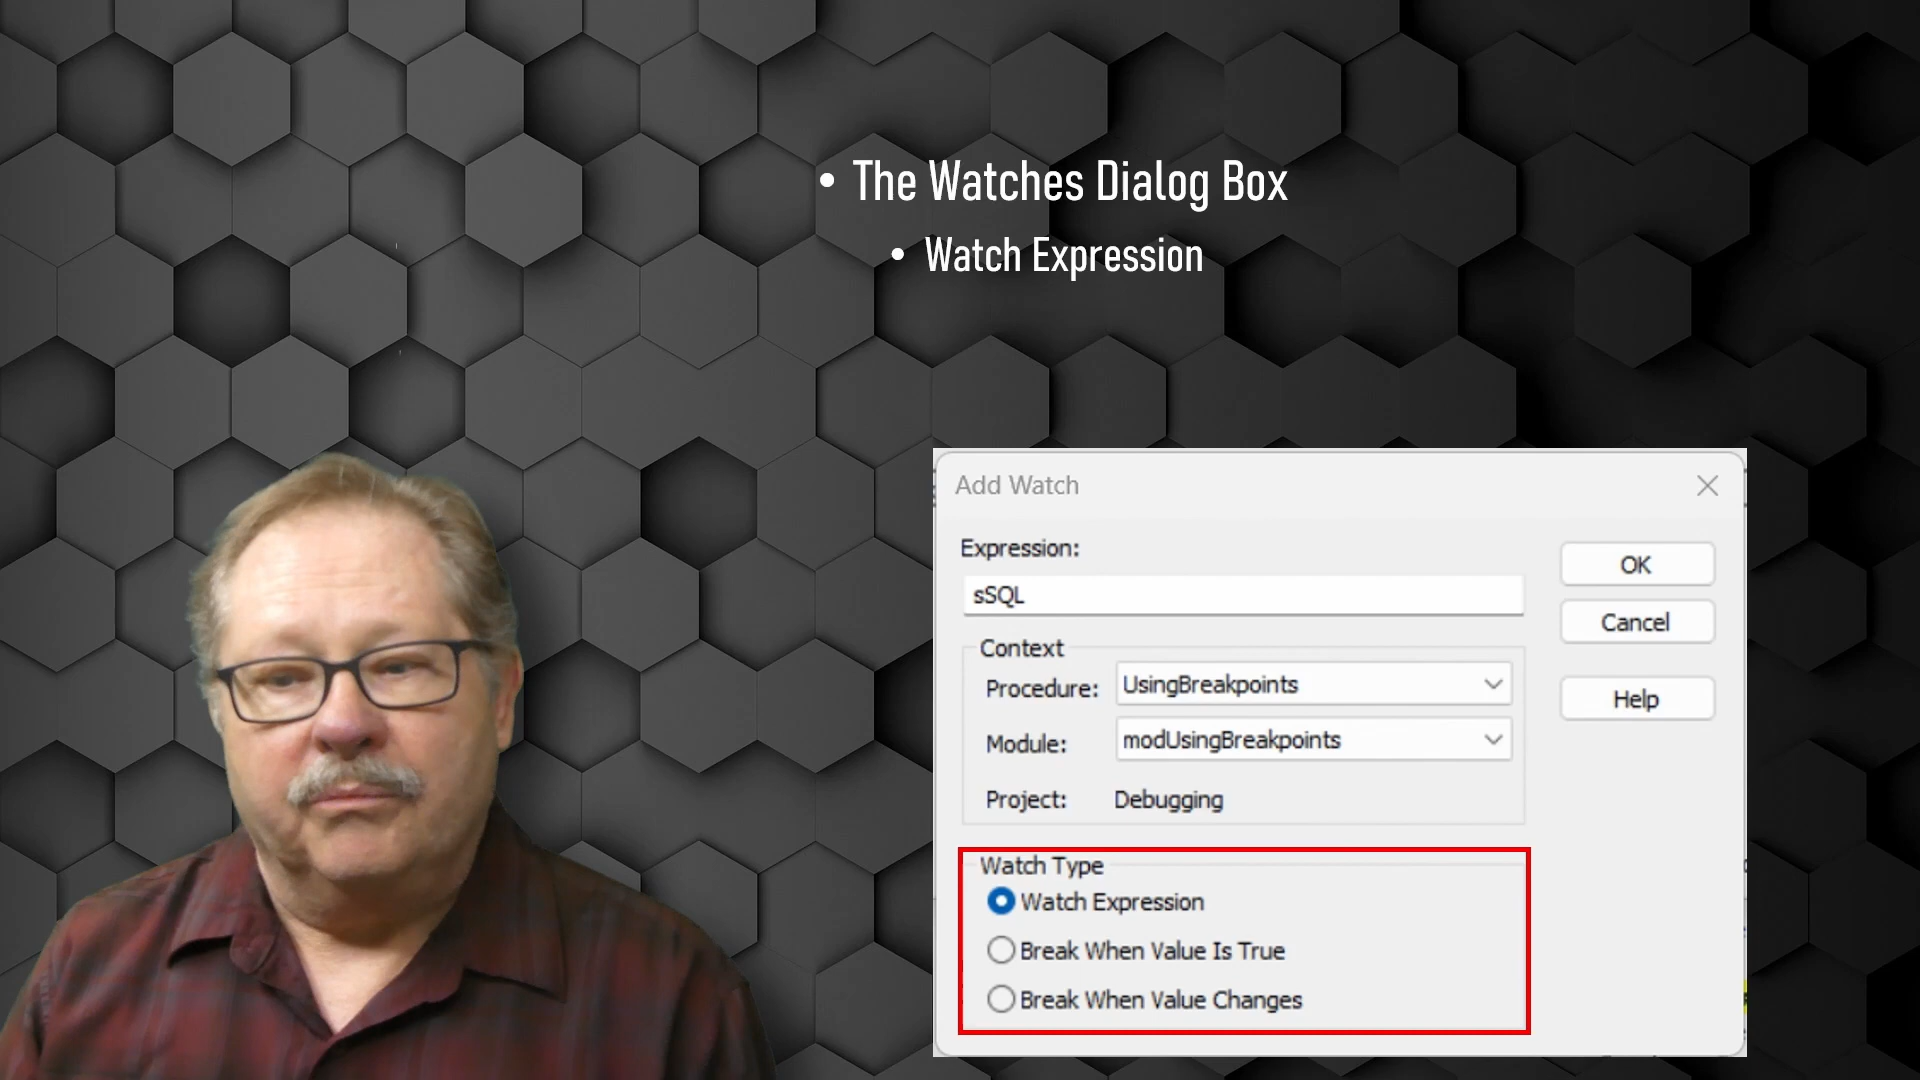 • The Watches Dialog Box
• Watch Expression
Add Watch
Expression:
sSQL
OK
Cancel
Help
Context
Procedure: UsingBreakpoints
Module: modUsingBreakpoints
Project: Debugging
Watch Type
Watch Expression
Break When Value Is True
Break When Value Changes